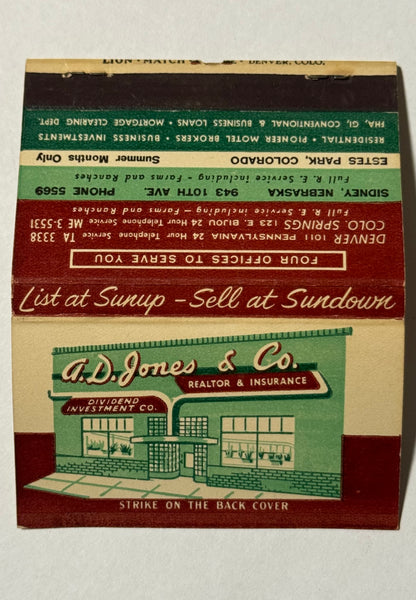 LION • MATCH DENVER, COLO.
FHA, GI, CONVENTIONAL & BUSINESS LOANS • MORTGAGE CLEARING DEPT.
RESIDENTIAL • PIONEER MOTEL BROKERS • BUSINESS INVESTMENTS
ESTES PARK, COLORADO Summer Months Only
Full R. E. Service including - Farms and Ranches
SIDNEY, NEBRASKA 943 10TH AVE. PHONE 5569
Full R. E. Service including - Farms and Ranches
COLO. SPRINGS 123 E. BIJOU 24 Hour Telephone Service ME 3-5531
DENVER 1011 PENNSYLVANIA 24 Hour Telephone Service TA 3338
FOUR OFFICES TO SERVE YOU
List at Sunup - Sell at Sundown
A.D. Jones & Co.
REALTOR & INSURANCE
DIVIDEND
INVESTMENT CO.
STRIKE ON THE BACK COVER